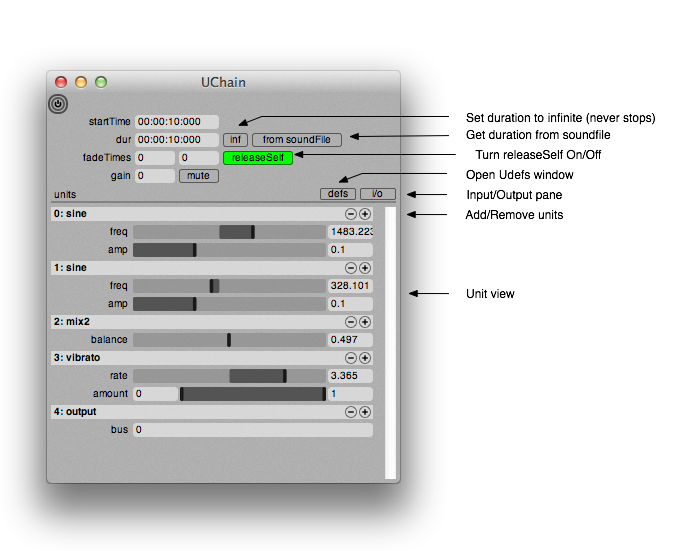 UChain
startTime 00:00:10:000
Set duration to infinite (never stops)
dur 00:00:10:000 inf from soundFile
Get duration from soundfile
fadeTimes 0 0 releaseSelf
Turn releaseSelf On/Off
gain 0 mute
Open Udefs window
units defs i/o
Input/Output pane
0: sine
Add/Remove units
freq 1483.223
amp 0.1
1: sine
freq 328.101
Unit view
amp 0.1
2: mix2
balance 0.497
3: vibrato
rate 3.365
amount 0 1
4: output
bus 0